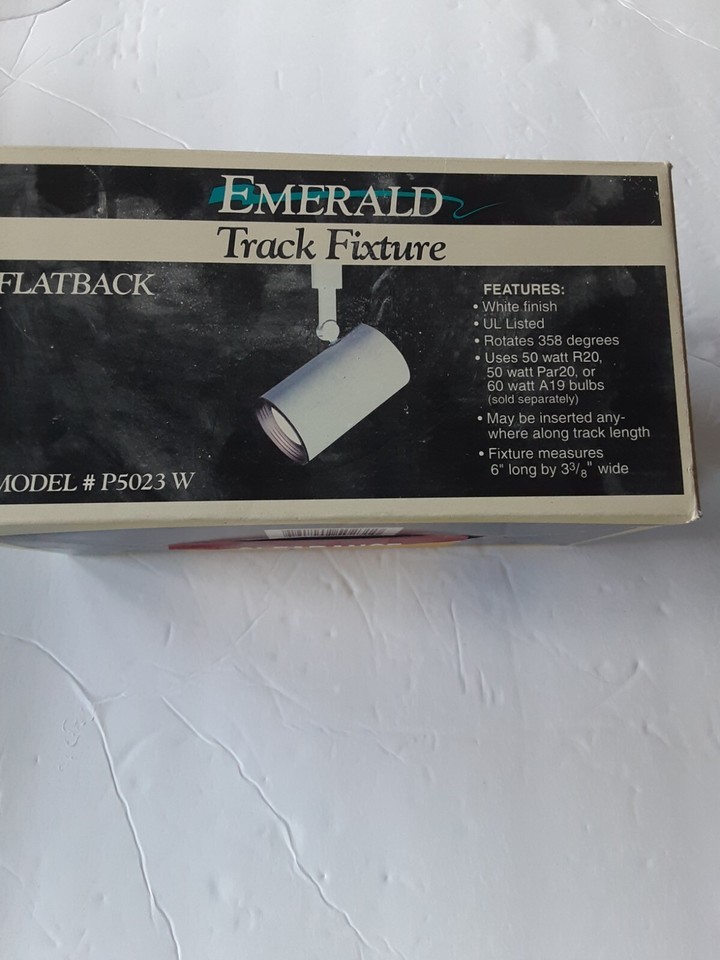 EMERALD
Track Fixture
FLATBACK
FEATURES:
• White finish
• UL Listed
• Rotates 358 degrees
• Uses 50 watt R20,
50 watt Par20, or
60 watt A19 bulbs
(sold separately)
• May be inserted any-
where along track length
• Fixture measures
6" long by 3 3/8" wide
MODEL # P5023 W